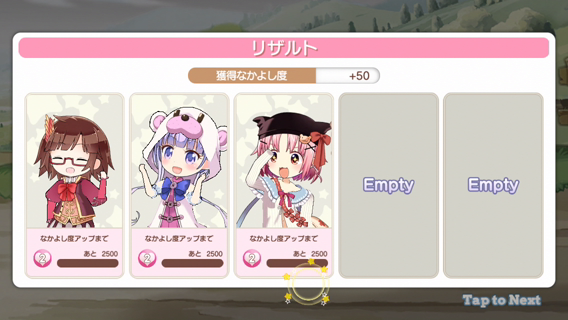 リザルト
獲得なかよし度 +50
なかよし度アップまで
2 あと 2500
なかよし度アップまで
2 あと 2500
なかよし度アップまで
2 あと 2500
Empty
Empty
Tap to Next